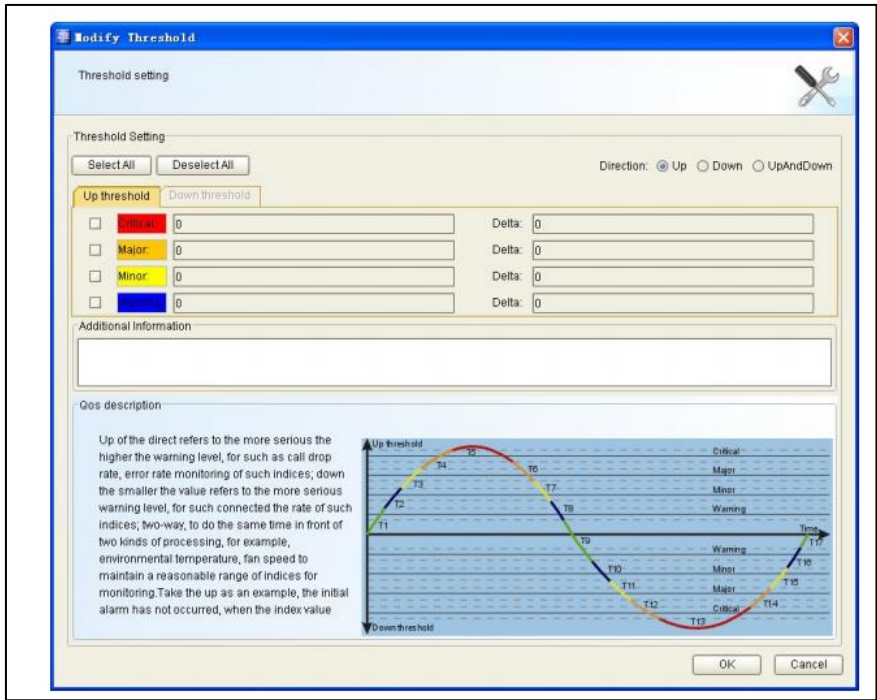 Modify Threshold
Threshold setting
Threshold Setting
Select All Deselect All Direction: Up Down UpAndDown
Up threshold Down threshold
Critical: 0 Delta: 0
Major: 0 Delta: 0
Minor: 0 Delta: 0
Warning: 0 Delta: 0
Additional Information
Qos description
Up of the direct refers to the more serious the
higher the warning level, for such as call drop
rate, error rate monitoring of such indices; down
the smaller the value refers to the more serious
warning level, for such connected the rate of such
indices; two-way, to do the same time in front of
two kinds of processing, for example,
environmental temperature, fan speed to
maintain a reasonable range of indices for
monitoring.Take the up as an example, the initial
alarm has not occurred, when the index value
Up threshold
T5 Critical
T4 T6 Major
T3 T7 Minor
T2 T8 Warning
T1 Time
T9 T17
Warning
T10 Minor T16
T11 Major T15
T12 Critical T14
T13
Down threshold
OK Cancel